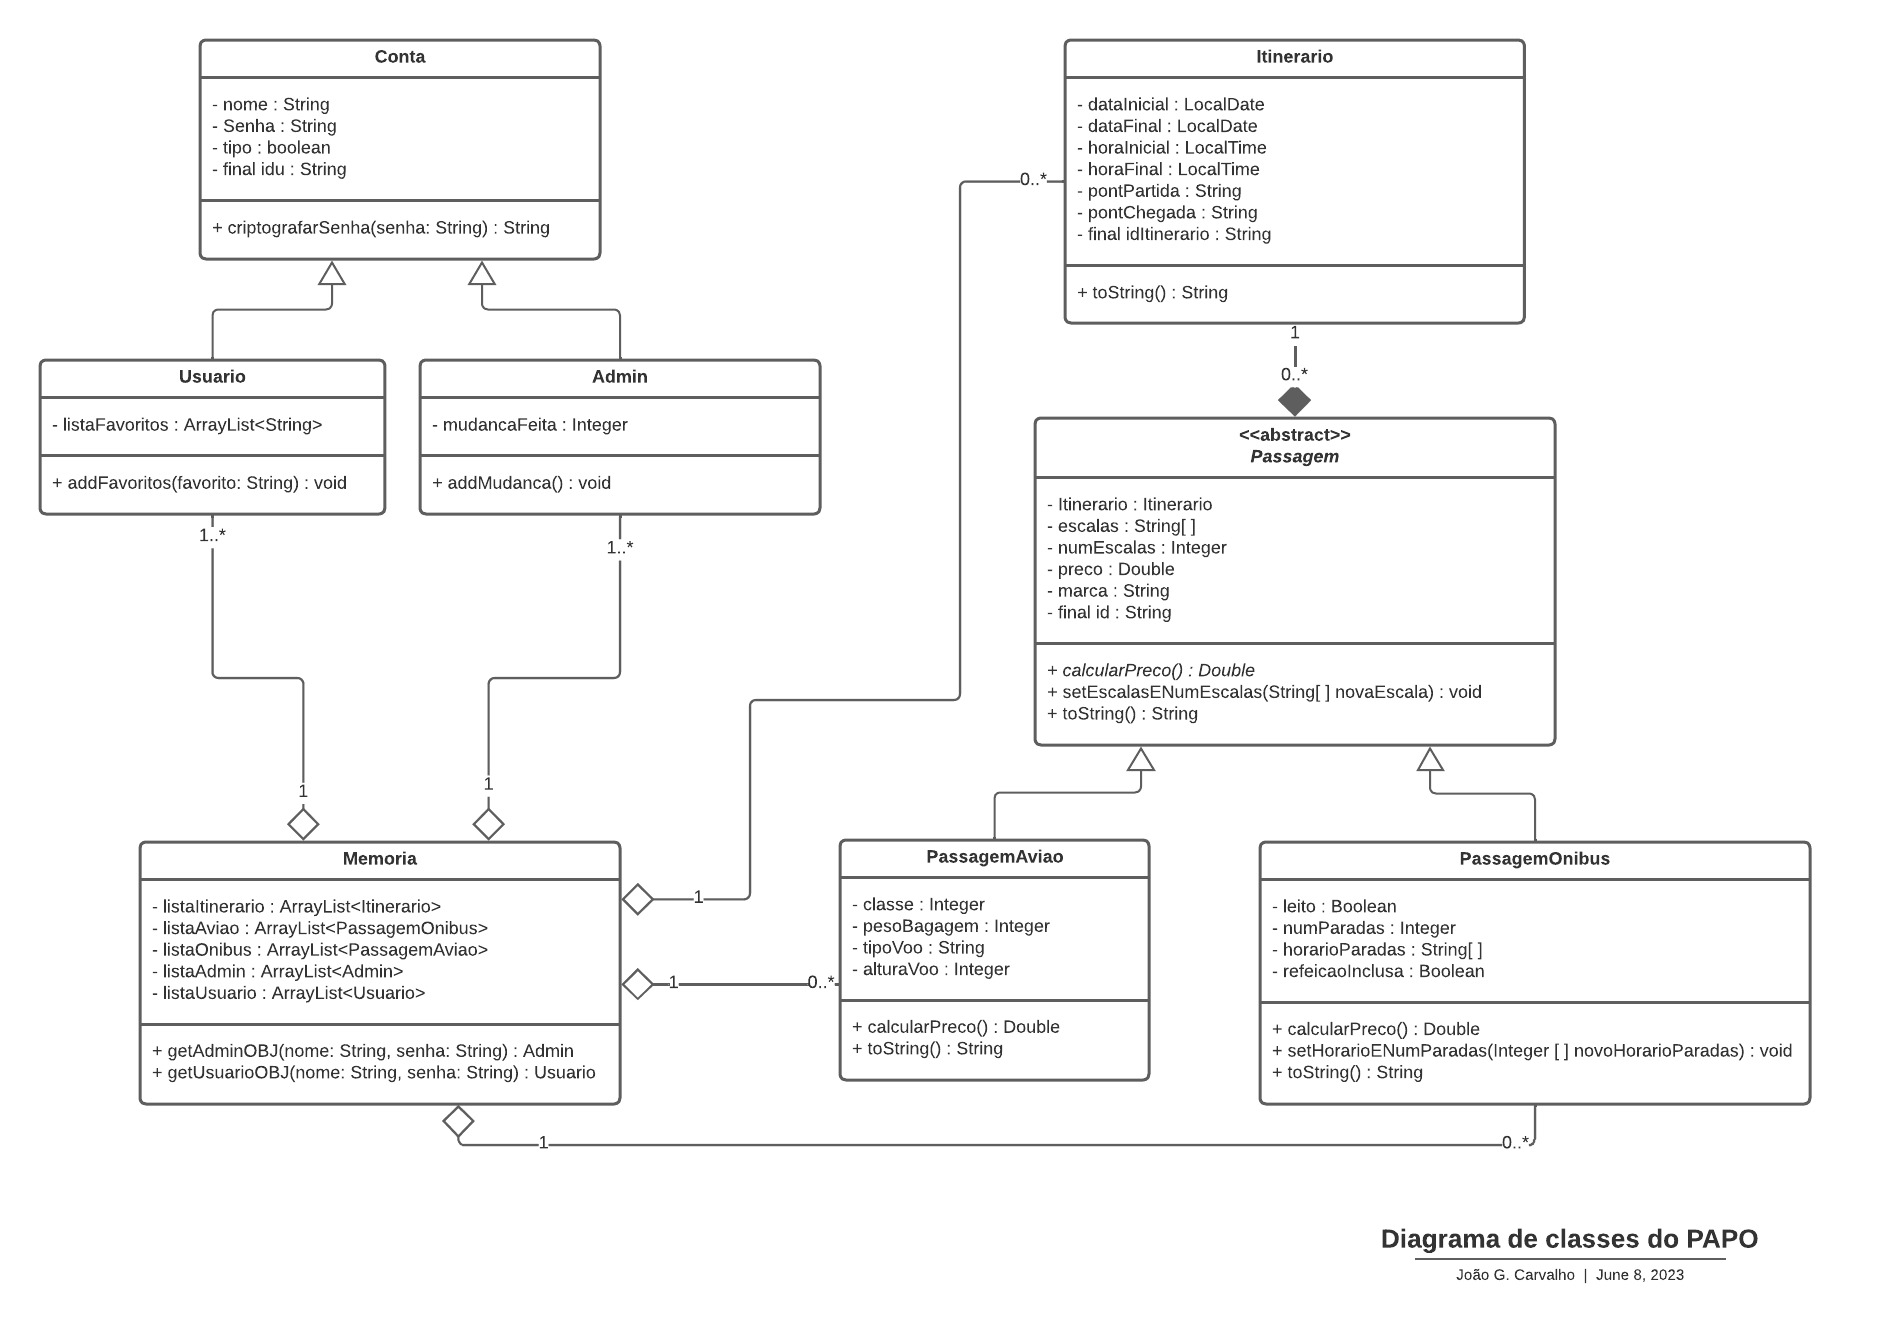 Conta
- nome : String
- Senha : String
- tipo : boolean
- final idu : String
+ criptografarSenha(senha: String) : String
Itinerario
- dataInicial : LocalDate
- dataFinal : LocalDate
- horaInicial : LocalTime
- horaFinal : LocalTime
- pontPartida : String
- pontChegada : String
- final idItinerario : String
+ toString() : String
0..*
1
0..*
Usuario
- listaFavoritos : ArrayList<String>
+ addFavoritos(favorito: String) : void
1..*
Admin
- mudancaFeita : Integer
+ addMudanca() : void
1..*
<<abstract>>
Passagem
- Itinerario : Itinerario
- escalas : String[ ]
- numEscalas : Integer
- preco : Double
- marca : String
- final id : String
+ calcularPreco() : Double
+ setEscalasENumEscalas(String[ ] novaEscala) : void
+ toString() : String
1
1
Memoria
- listaItinerario : ArrayList<Itinerario>
- listaAviao : ArrayList<PassagemOnibus>
- listaOnibus : ArrayList<PassagemAviao>
- listaAdmin : ArrayList<Admin>
- listaUsuario : ArrayList<Usuario>
+ getAdminOBJ(nome: String, senha: String) : Admin
+ getUsuarioOBJ(nome: String, senha: String) : Usuario
1
1
0..*
PassagemAviao
- classe : Integer
- pesoBagagem : Integer
- tipoVoo : String
- alturaVoo : Integer
+ calcularPreco() : Double
+ toString() : String
PassagemOnibus
- leito : Boolean
- numParadas : Integer
- horarioParadas : String[ ]
- refeicaoInclusa : Boolean
+ calcularPreco() : Double
+ setHorarioENumParadas(Integer [ ] novoHorarioParadas) : void
+ toString() : String
1
0..*
Diagrama de classes do PAPO
João G. Carvalho | June 8, 2023